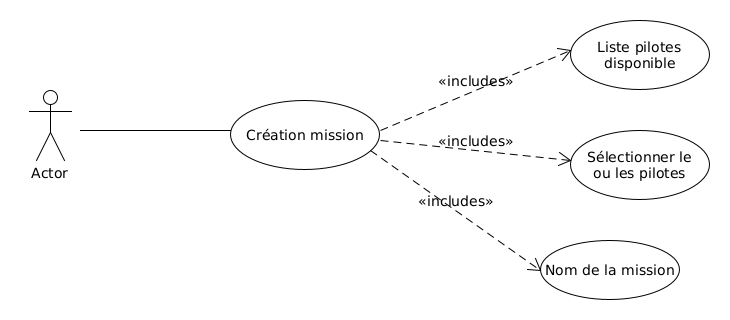 Liste pilotes
disponible
«includes»
Création mission
«includes»
Sélectionner le
ou les pilotes
Actor
«includes»
Nom de la mission